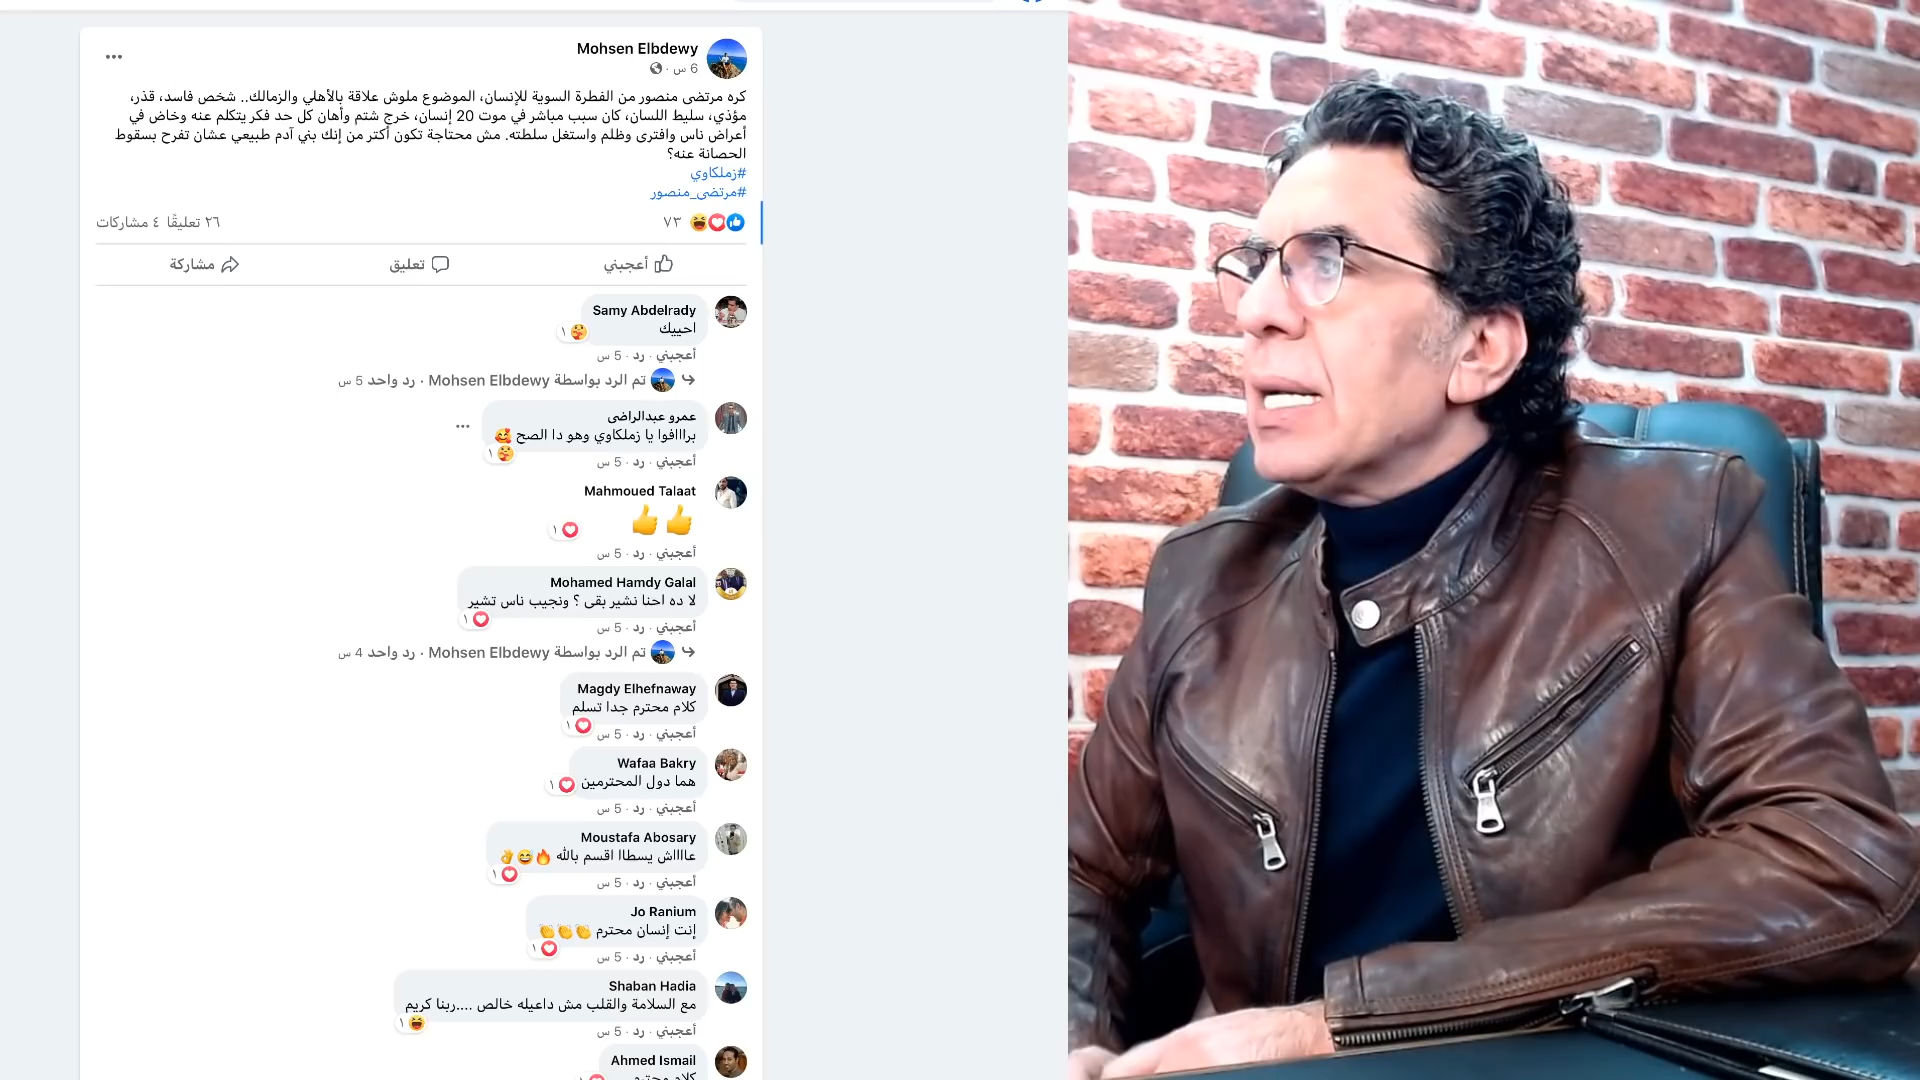 Mohsen Elbdewy
6 س ·
كره مرتضى منصور من الفطرة السوية للإنسان، الموضوع ملوش علاقة بالأهلي والزمالك.. شخص فاسد، قذر،
مؤذي، سليط اللسان، كان سبب مباشر في موت 20 إنسان، خرج شتم وأهان كل حد فكر يتكلم عنه وخاض في
أعراض ناس وافترى وظلم واستغل سلطته. مش محتاجة تكون أكتر من إنك بني آدم طبيعي عشان تفرح بسقوط
الحصانة عنه؟
#زملكاوي
#مرتضى_منصور
٧٣ ٢٦ تعليقًا ٤ مشاركات
أعجبني تعليق مشاركة
Samy Abdelrady
احييك
١
أعجبني · رد · 5 س
تم الرد بواسطة Mohsen Elbdewy · رد واحد 5 س
عمرو عبدالراضى
برااافوا يا زملكاوي وهو دا الصح 🥰
١
أعجبني · رد · 5 س
Mahmoued Talaat
👍 👍
١
أعجبني · رد · 5 س
Mohamed Hamdy Galal
لا ده احنا نشير بقى ؟ ونجيب ناس تشير
١
أعجبني · رد · 5 س
تم الرد بواسطة Mohsen Elbdewy · رد واحد 4 س
Magdy Elhefnaway
كلام محترم جدا تسلم
١
أعجبني · رد · 5 س
Wafaa Bakry
هما دول المحترمين
١
أعجبني · رد · 5 س
Moustafa Abosary
عااااش يسطاا اقسم بالله 🔥😅👌
١
أعجبني · رد · 5 س
Jo Ranium
إنت إنسان محترم 👏👏👏
١
أعجبني · رد · 5 س
Shaban Hadia
مع السلامة والقلب مش داعيله خالص ....ربنا كريم
١
أعجبني · رد · 5 س
Ahmed Ismail
كلام محترم